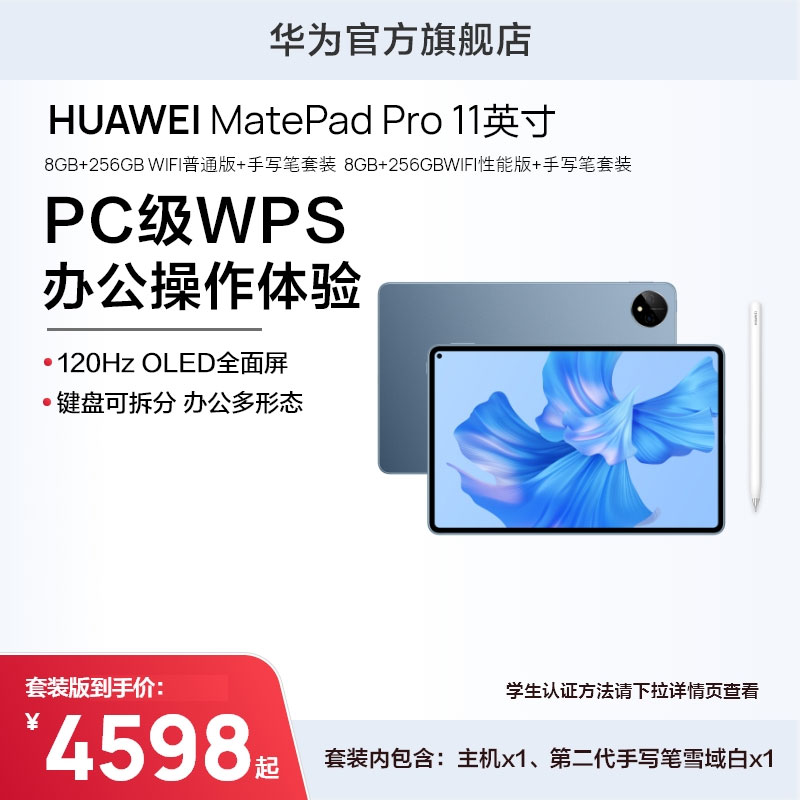 华为官方旗舰店
HUAWEI MatePad Pro 11英寸
8GB+256GB WIFI普通版+手写笔套装 8GB+256GBWIFI性能版+手写笔套装
PC级WPS
办公操作体验
•120Hz OLED全面屏
•键盘可拆分 办公多形态
套装版到手价：
¥4598起
学生认证方法请下拉详情页查看
套装内包含：主机x1、第二代手写笔雪域白x1